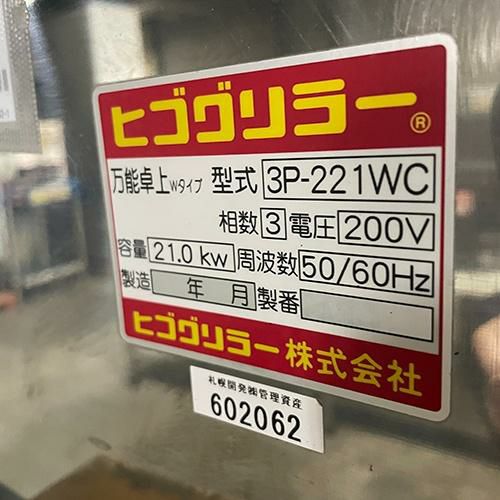 ヒゴグリラー®
万能卓上Wタイプ 型式 3P-221WC
相数 3 電圧 200V
容量 21.0 kw 周波数 50/60Hz
製造 年 月 製番
ヒゴグリラー株式会社
札幌開発㈱管理資産
602062